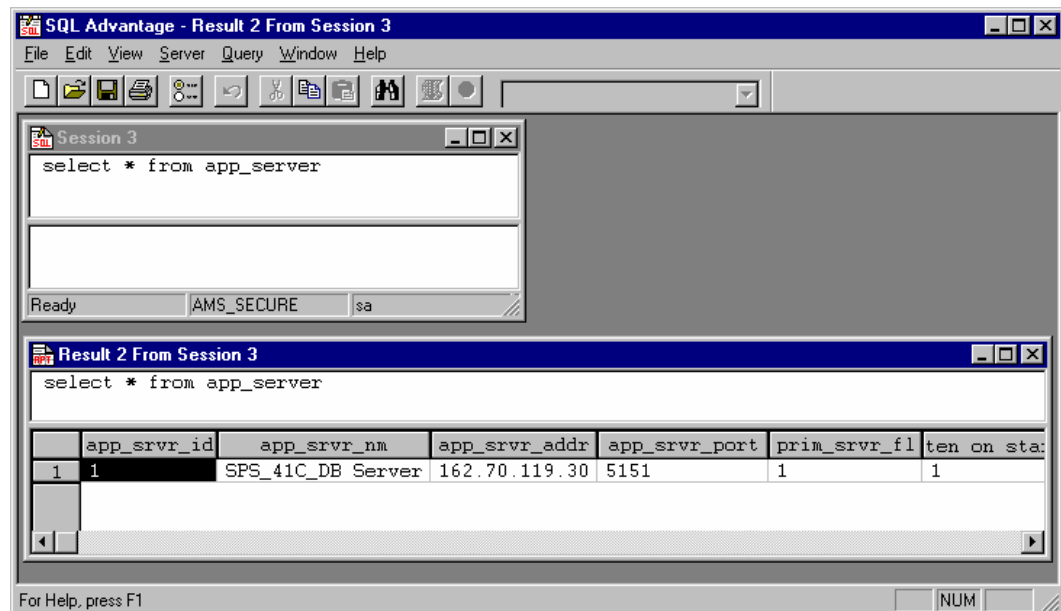 SQL Advantage - Result 2 From Session 3
File Edit View Server Query Window Help
Session 3
select * from app_server
Ready AMS_SECURE sa
Result 2 From Session 3
select * from app_server
app_srvr_id app_srvr_nm app_srvr_addr app_srvr_port prim_srvr_fl ten on sta
1 1 SPS_41C_DB Server 162.70.119.30 5151 1 1
For Help, press F1 NUM